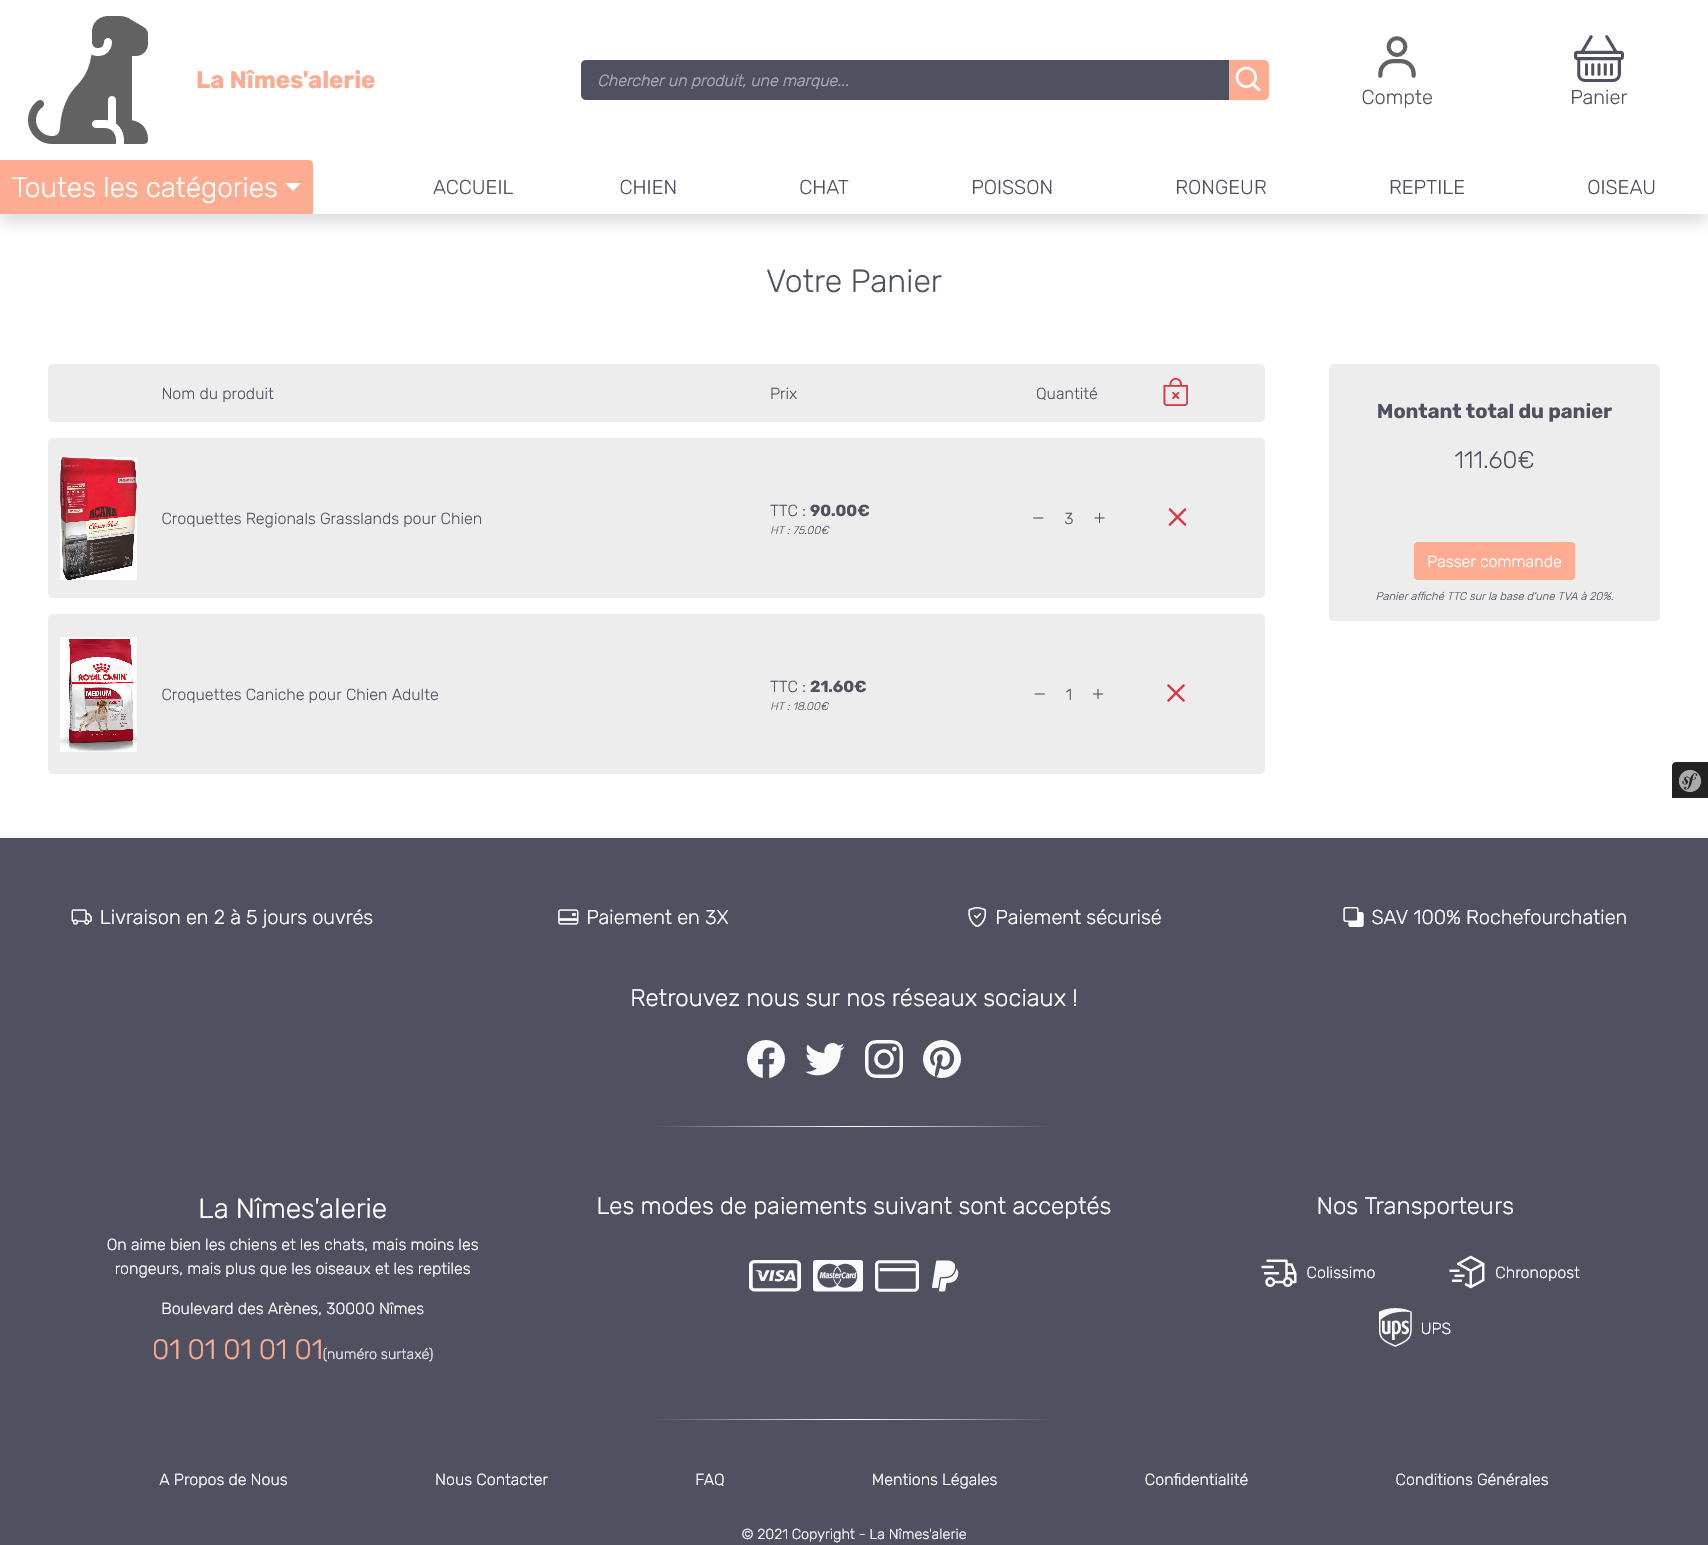 La Nîmes'alerie
Chercher un produit, une marque...
Compte
Panier
Toutes les catégories
ACCUEIL
CHIEN
CHAT
POISSON
RONGEUR
REPTILE
OISEAU
Votre Panier
Nom du produit
Prix
Quantité
ACANA
Classic Red
Croquettes Regionals Grasslands pour Chien
TTC : 90.00€
HT : 75.00€
3
ROYAL CANIN
MEDIUM
Croquettes Caniche pour Chien Adulte
TTC : 21.60€
HT : 18.00€
1
Montant total du panier
111.60€
Passer commande
Panier affiché TTC sur la base d'une TVA à 20%.
sf
Livraison en 2 à 5 jours ouvrés
Paiement en 3X
Paiement sécurisé
SAV 100% Rochefourchatien
Retrouvez nous sur nos réseaux sociaux !
La Nîmes'alerie
On aime bien les chiens et les chats, mais moins les
rongeurs, mais plus que les oiseaux et les reptiles
Boulevard des Arènes, 30000 Nîmes
01 01 01 01 01(numéro surtaxé)
Les modes de paiements suivant sont acceptés
VISA
MasterCard
Nos Transporteurs
Colissimo
Chronopost
ups
UPS
A Propos de Nous
Nous Contacter
FAQ
Mentions Légales
Confidentialité
Conditions Générales
© 2021 Copyright - La Nîmes'alerie